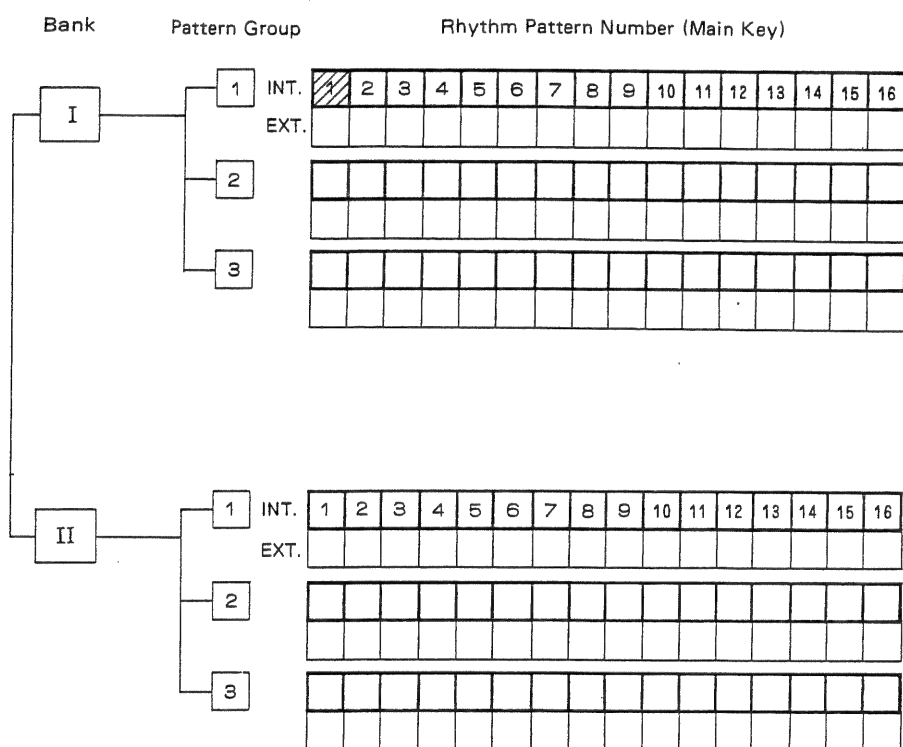 Bank Pattern Group Rhythm Pattern Number (Main Key)
I 1 INT. 1 2 3 4 5 6 7 8 9 10 11 12 13 14 15 16
EXT.
2
3
II 1 INT. 1 2 3 4 5 6 7 8 9 10 11 12 13 14 15 16
EXT.
2
3